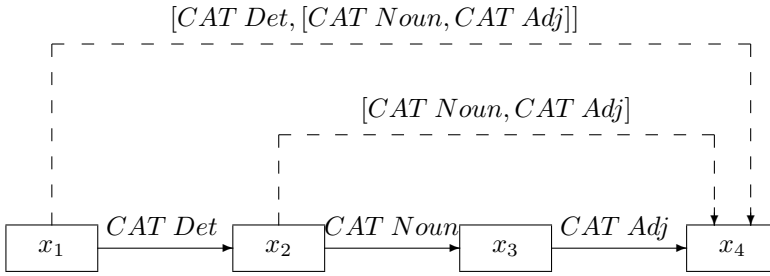 [CAT Det, [CAT Noun, CAT Adj]]
[CAT Noun, CAT Adj]
x₁ CAT Det x₂ CAT Noun x₃ CAT Adj x₄